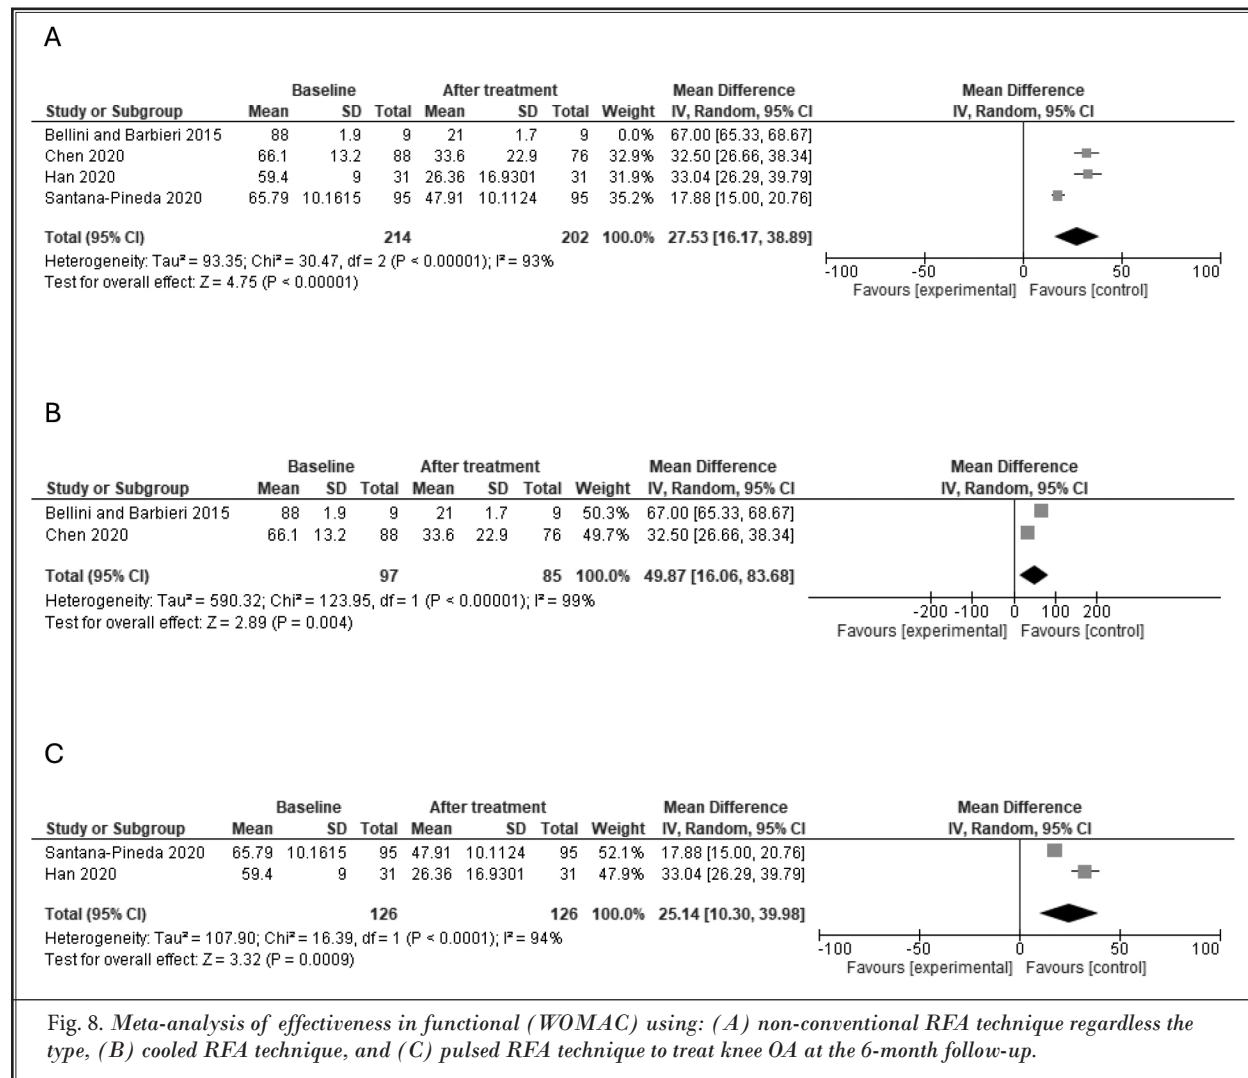 A
Baseline After treatment Mean Difference Mean Difference
Study or Subgroup Mean SD Total Mean SD Total Weight IV, Random, 95% CI IV, Random, 95% CI
Bellini and Barbieri 2015 88 1.9 9 21 1.7 9 0.0% 67.00 [65.33, 68.67]
Chen 2020 66.1 13.2 88 33.6 22.9 76 32.9% 32.50 [26.66, 38.34]
Han 2020 59.4 9 31 26.36 16.9301 31 31.9% 33.04 [26.29, 39.79]
Santana-Pineda 2020 65.79 10.1615 95 47.91 10.1124 95 35.2% 17.88 [15.00, 20.76]
Total (95% CI) 214 202 100.0% 27.53 [16.17, 38.89]
Heterogeneity: Tau² = 93.35; Chi² = 30.47, df = 2 (P < 0.00001); I² = 93%
Test for overall effect: Z = 4.75 (P < 0.00001)
-100 -50 0 50 100
Favours [experimental] Favours [control]
B
Baseline After treatment Mean Difference Mean Difference
Study or Subgroup Mean SD Total Mean SD Total Weight IV, Random, 95% CI IV, Random, 95% CI
Bellini and Barbieri 2015 88 1.9 9 21 1.7 9 50.3% 67.00 [65.33, 68.67]
Chen 2020 66.1 13.2 88 33.6 22.9 76 49.7% 32.50 [26.66, 38.34]
Total (95% CI) 97 85 100.0% 49.87 [16.06, 83.68]
Heterogeneity: Tau² = 590.32; Chi² = 123.95, df = 1 (P < 0.00001); I² = 99%
Test for overall effect: Z = 2.89 (P = 0.004)
-200 -100 0 100 200
Favours [experimental] Favours [control]
C
Baseline After treatment Mean Difference Mean Difference
Study or Subgroup Mean SD Total Mean SD Total Weight IV, Random, 95% CI IV, Random, 95% CI
Santana-Pineda 2020 65.79 10.1615 95 47.91 10.1124 95 52.1% 17.88 [15.00, 20.76]
Han 2020 59.4 9 31 26.36 16.9301 31 47.9% 33.04 [26.29, 39.79]
Total (95% CI) 126 126 100.0% 25.14 [10.30, 39.98]
Heterogeneity: Tau² = 107.90; Chi² = 16.39, df = 1 (P < 0.0001); I² = 94%
Test for overall effect: Z = 3.32 (P = 0.0009)
-100 -50 0 50 100
Favours [experimental] Favours [control]
Fig. 8. Meta-analysis of effectiveness in functional (WOMAC) using: (A) non-conventional RFA technique regardless the
type, (B) cooled RFA technique, and (C) pulsed RFA technique to treat knee OA at the 6-month follow-up.